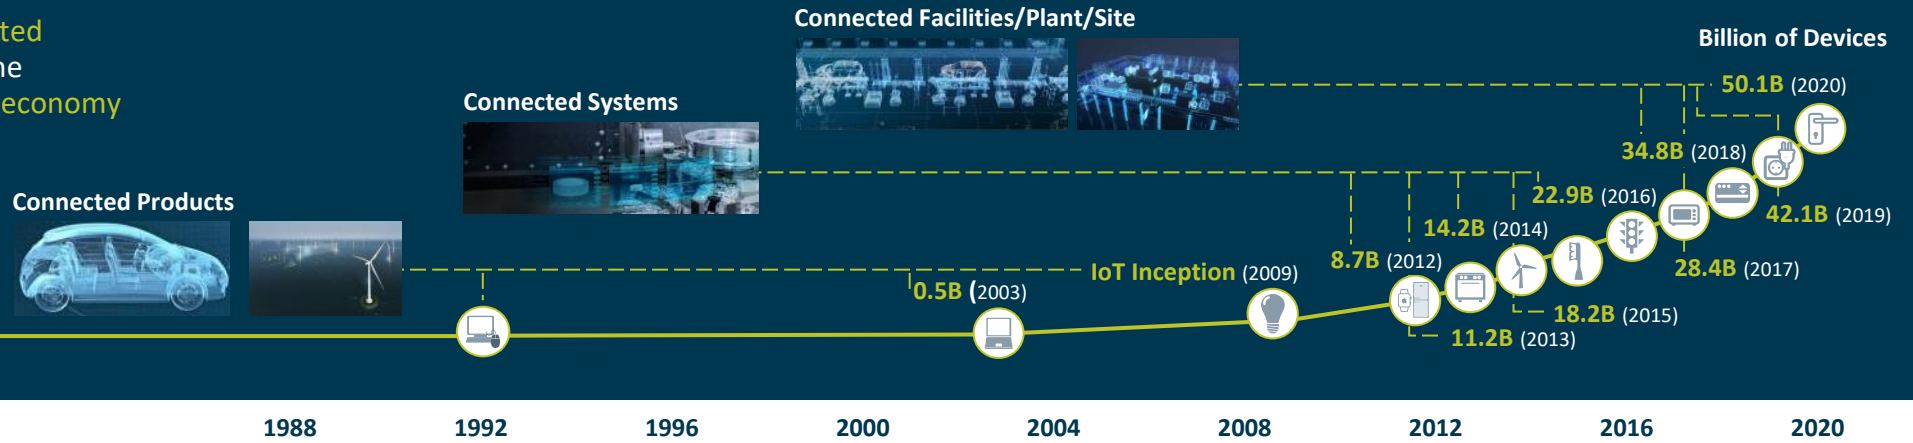 economy
Connected Products
Connected Systems
Connected Facilities/Plant/Site
Billion of Devices
0.5B (2003)
IoT Inception (2009)
8.7B (2012)
11.2B (2013)
14.2B (2014)
18.2B (2015)
22.9B (2016)
28.4B (2017)
34.8B (2018)
42.1B (2019)
50.1B (2020)
1988 1992 1996 2000 2004 2008 2012 2016 2020